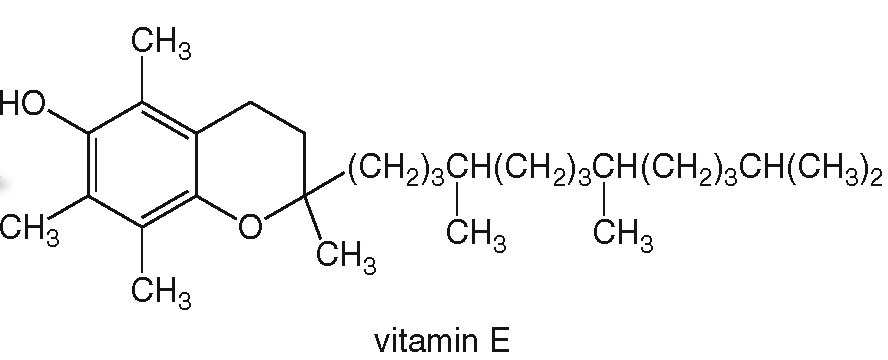 CH₃
HO
(CH₂)₃CH(CH₂)₃CH(CH₂)₃CH(CH₃)₂
CH₃ O CH₃ CH₃ CH₃
CH₃
vitamin E